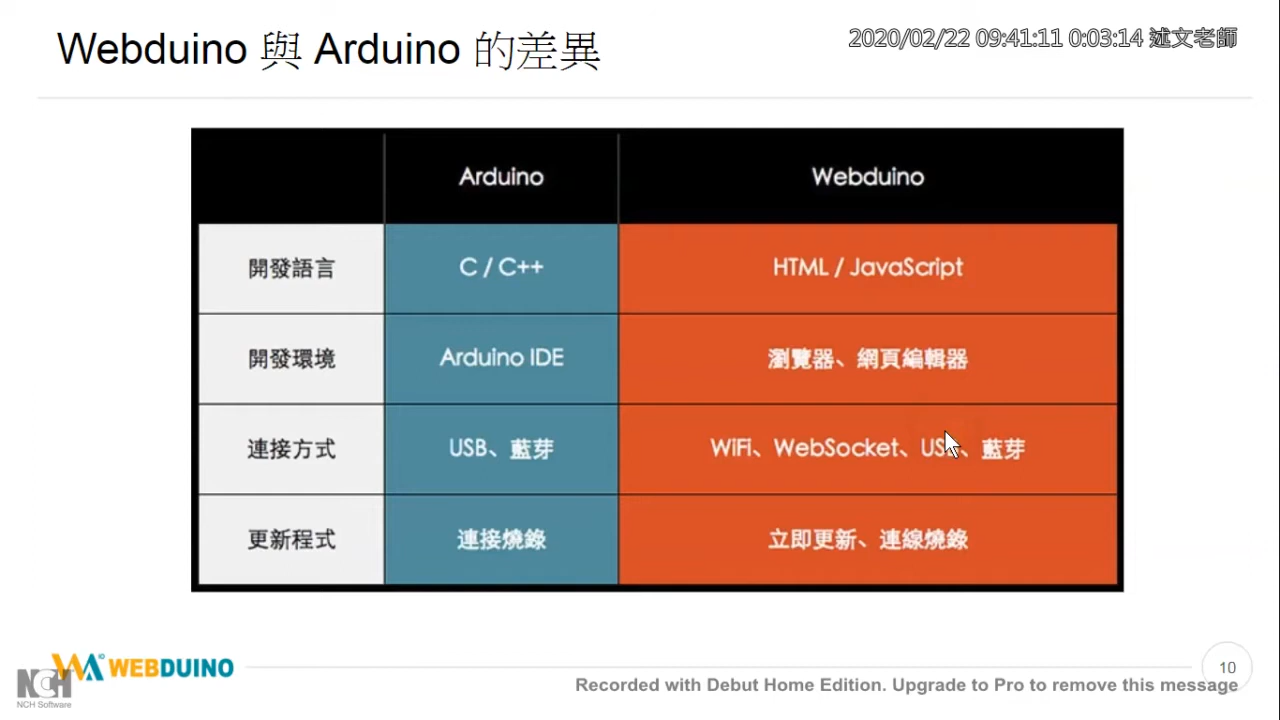 Webduino 與 Arduino 的差異
2020/02/22 09:41:11 0:03:14 述文老師
Arduino Webduino
開發語言 C / C++ HTML / JavaScript
開發環境 Arduino IDE 瀏覽器、網頁編輯器
連接方式 USB、藍芽 WiFi、WebSocket、USB、藍芽
更新程式 連接燒錄 立即更新、連線燒錄
WEBDUINO
10
NCH
NCH Software
Recorded with Debut Home Edition. Upgrade to Pro to remove this message